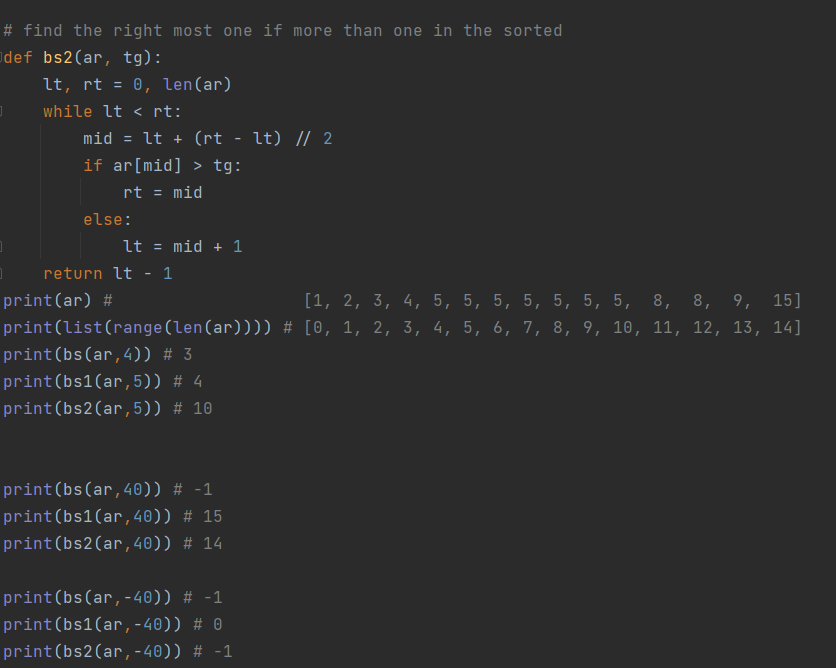 # find the right most one if more than one in the sorted
def bs2(ar, tg):
    lt, rt = 0, len(ar)
    while lt < rt:
        mid = lt + (rt - lt) // 2
        if ar[mid] > tg:
            rt = mid
        else:
            lt = mid + 1
    return lt - 1
print(ar) #                   [1, 2, 3, 4, 5, 5, 5, 5, 5, 5, 5,  8,  8,  9,  15]
print(list(range(len(ar)))) # [0, 1, 2, 3, 4, 5, 6, 7, 8, 9, 10, 11, 12, 13, 14]
print(bs(ar,4)) # 3
print(bs1(ar,5)) # 4
print(bs2(ar,5)) # 10
print(bs(ar,40)) # -1
print(bs1(ar,40)) # 15
print(bs2(ar,40)) # 14
print(bs(ar,-40)) # -1
print(bs1(ar,-40)) # 0
print(bs2(ar,-40)) # -1